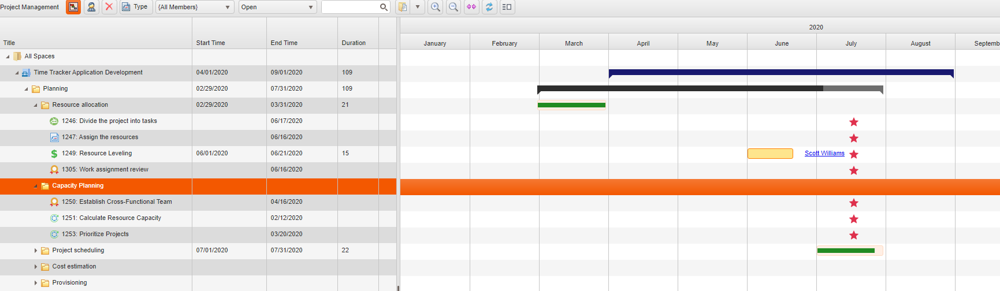 Project Management Type {All Members} Open
2020
Title Start Time End Time Duration January February March April May June July August Septemb
All Spaces
Time Tracker Application Development 04/01/2020 09/01/2020 109
Planning 02/29/2020 07/31/2020 109
Resource allocation 02/29/2020 03/31/2020 21
1246: Divide the project into tasks 06/17/2020
1247: Assign the resources 06/16/2020
1249: Resource Leveling 06/01/2020 06/21/2020 15 Scott Williams
1305: Work assignment review 06/16/2020
Capacity Planning
1250: Establish Cross-Functional Team 04/16/2020
1251: Calculate Resource Capacity 02/12/2020
1253: Prioritize Projects 03/20/2020
Project scheduling 07/01/2020 07/31/2020 22
Cost estimation
Provisioning